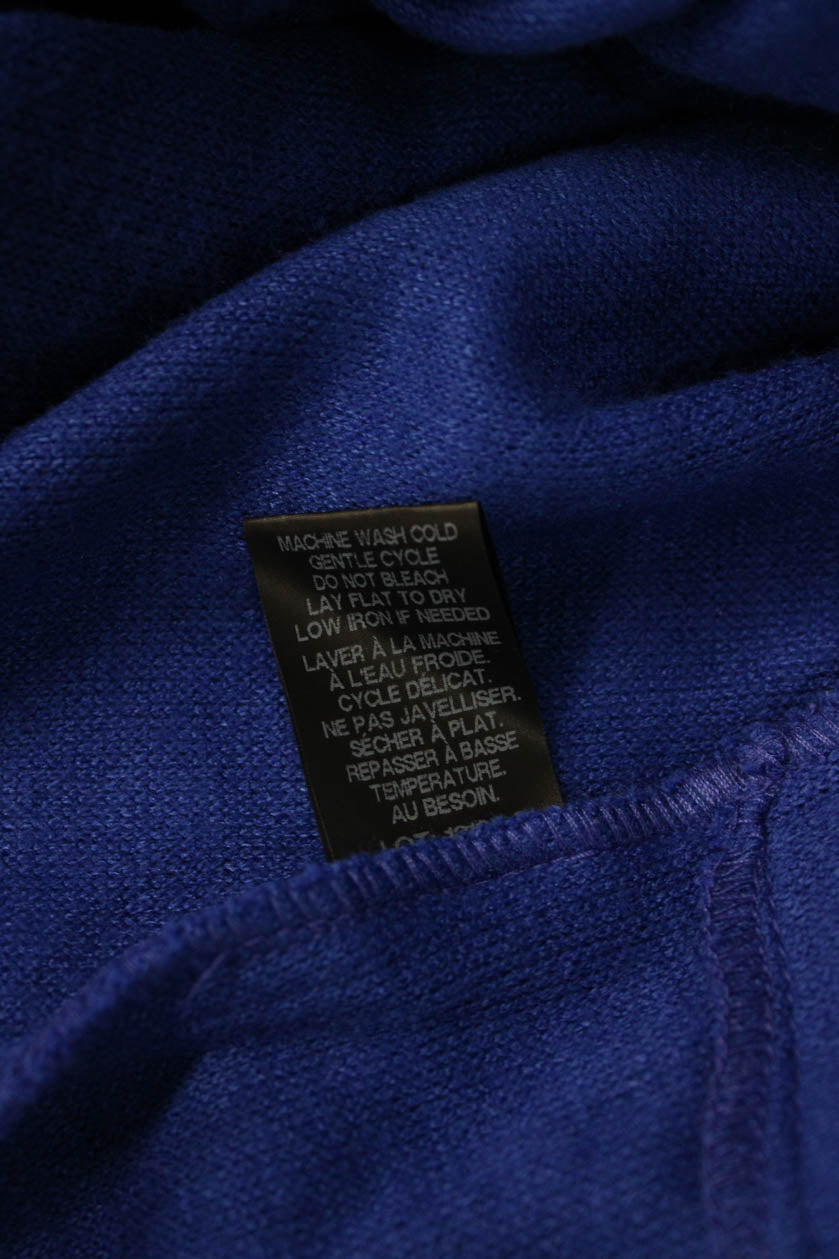 MACHINE WASH COLD
GENTLE CYCLE
DO NOT BLEACH
LAY FLAT TO DRY
LOW IRON IF NEEDED
LAVER À LA MACHINE
À L'EAU FROIDE.
CYCLE DÉLICAT.
NE PAS JAVELLISER.
SÉCHER À PLAT.
REPASSER À BASSE
TEMPERATURE.
AU BESOIN.